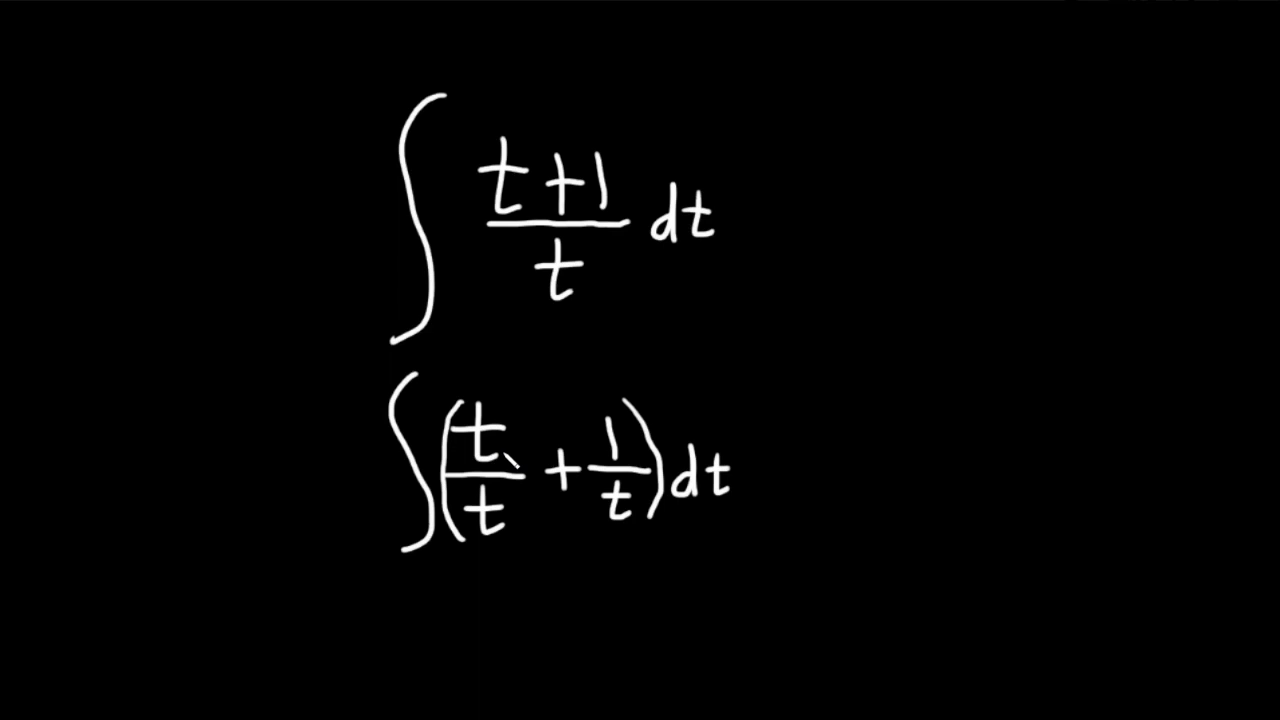 ∫ (t+1)/t dt
∫ (t/t + 1/t) dt